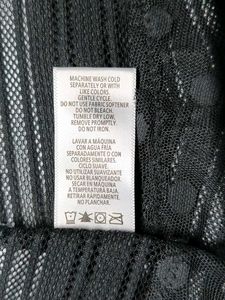 MACHINE WASH COLD
SEPARATELY OR WITH
LIKE COLORS.
GENTLE CYCLE.
DO NOT USE FABRIC SOFTENER
DO NOT BLEACH.
TUMBLE DRY LOW,
REMOVE PROMPTLY.
DO NOT IRON.
LAVAR A MÁQUINA
CON AGUA FRÍA
SEPARADAMENTE O CON
COLORES SIMILARES.
CICLO SUAVE.
NO UTILIZAR SUAVIZANTE
NO USAR BLANQUEADOR.
SECAR EN MÁQUINA
A TEMPERATURA BAJA.
RETIRAR RÁPIDAMENTE.
NO PLANCHAR.